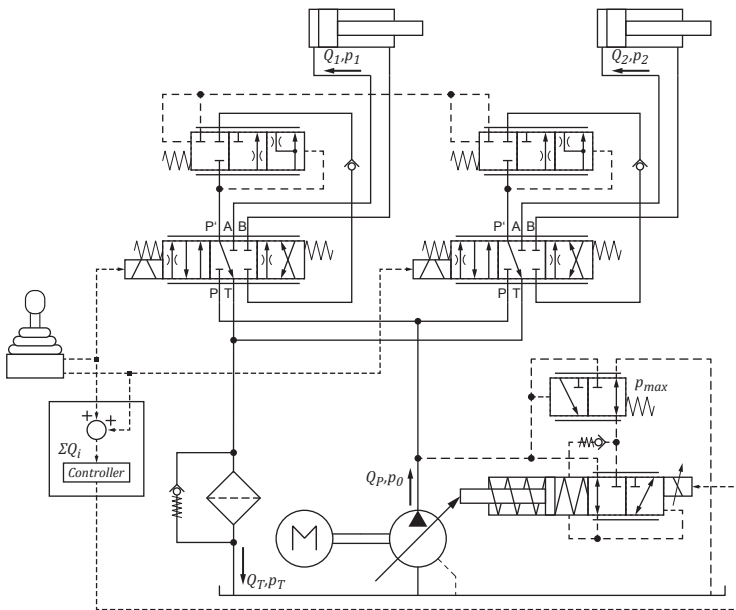 Q1,p1
Q2,p2
P' A B
P' A B
P T
P T
pmax
+ +
ΣQi
Controller
QP,p0
M
QT,pT